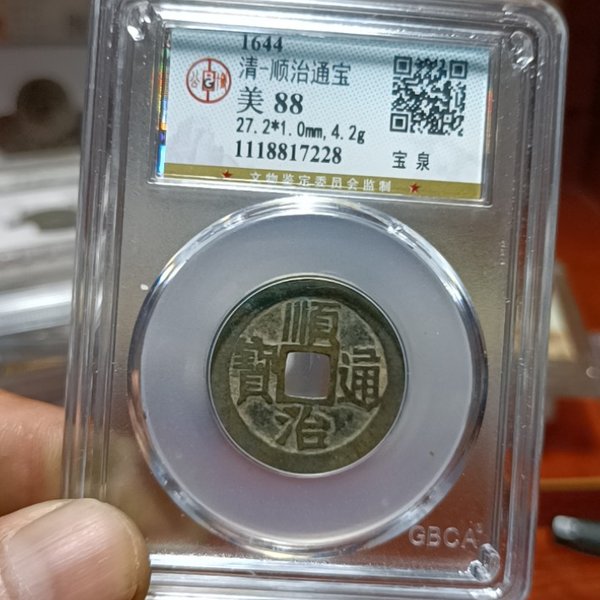 1644
清-顺治通宝
美 88
27.2*1.0mm,4.2g
1118817228
宝泉
文物鉴定委员会监制
順治通寳
GBCA